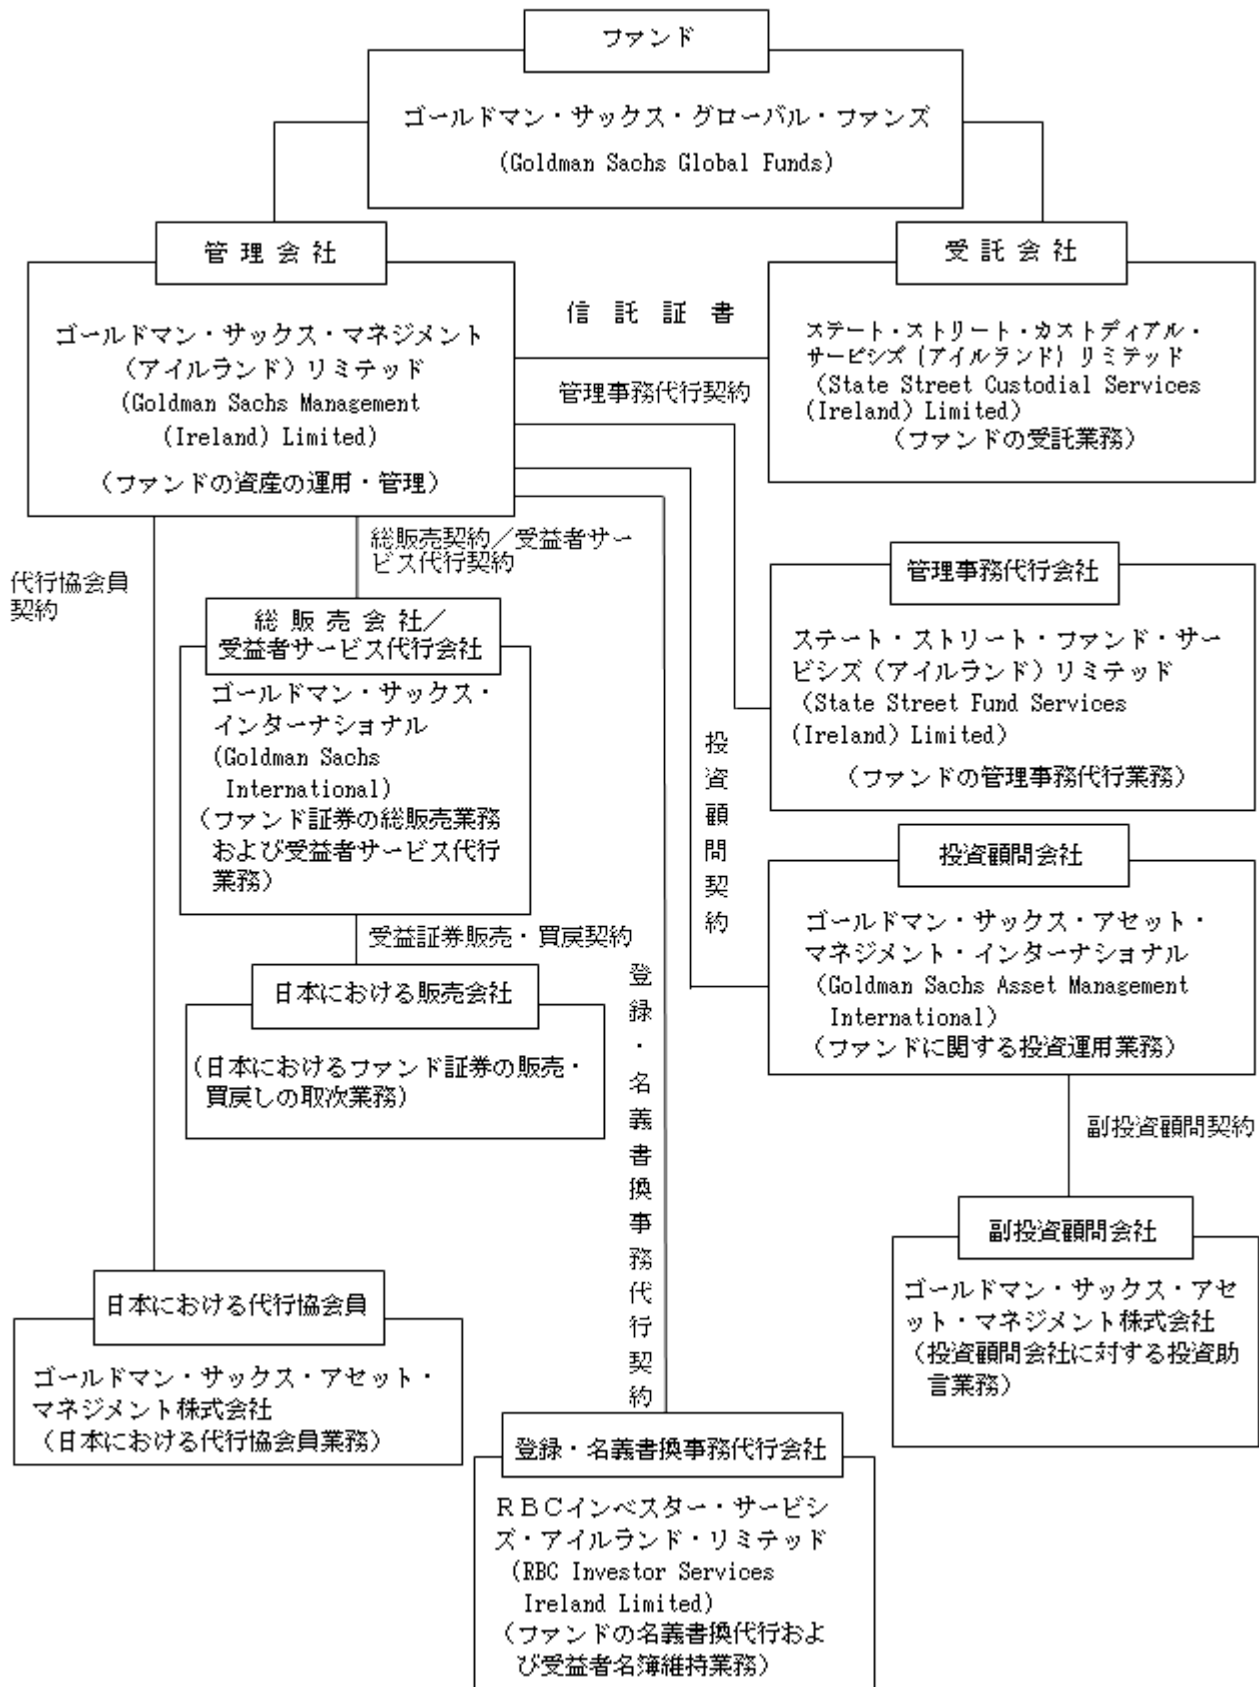 ファンド
ゴールドマン・サックス・グローバル・ファンズ
(Goldman Sachs Global Funds)
管理会社
ゴールドマン・サックス・マネジメント
（アイルランド）リミテッド
(Goldman Sachs Management
(Ireland) Limited)
（ファンドの資産の運用・管理）
信託証書
管理事務代行契約
受託会社
ステート・ストリート・カストディアル・
サービシズ（アイルランド）リミテッド
(State Street Custodial Services
(Ireland) Limited)
（ファンドの受託業務）
総販売契約／受益者サー
ビス代行契約
代行協会員
契約
管理事務代行会社
ステート・ストリート・ファンド・サー
ビシズ（アイルランド）リミテッド
(State Street Fund Services
(Ireland) Limited)
（ファンドの管理事務代行業務）
総販売会社／
受益者サービス代行会社
ゴールドマン・サックス・
インターナショナル
(Goldman Sachs
International)
（ファンド証券の総販売業務
および受益者サービス代行
業務）
投資顧問契約
投資顧問会社
ゴールドマン・サックス・アセット・
マネジメント・インターナショナル
(Goldman Sachs Asset Management
International)
（ファンドに関する投資運用業務）
受益証券販売・買戻契約
日本における販売会社
（日本におけるファンド証券の販売・
買戻しの取次業務）
登録・名義書換事務代行契約
副投資顧問契約
副投資顧問会社
ゴールドマン・サックス・アセ
ット・マネジメント株式会社
（投資顧問会社に対する投資助
言業務）
日本における代行協会員
ゴールドマン・サックス・アセット・
マネジメント株式会社
（日本における代行協会員業務）
登録・名義書換事務代行会社
ＲＢＣインベスター・サービシ
ズ・アイルランド・リミテッド
(RBC Investor Services
Ireland Limited)
（ファンドの名義書換代行およ
び受益者名簿維持業務）